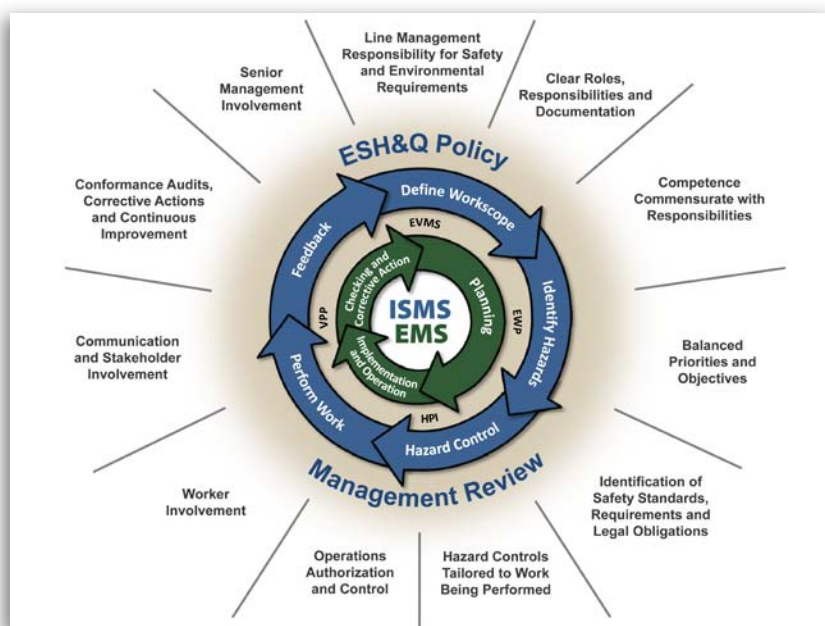 Line Management
Responsibility for Safety
and Environmental
Requirements
Clear Roles,
Responsibilities and
Documentation
Competence
Commensurate with
Responsibilities
Balanced
Priorities and
Objectives
Identification of
Safety Standards,
Requirements and
Legal Obligations
Hazard Controls
Tailored to Work
Being Performed
Operations
Authorization
and Control
Worker
Involvement
Communication
and Stakeholder
Involvement
Conformance Audits,
Corrective Actions
and Continuous
Improvement
Senior
Management
Involvement
ESH&Q Policy
Define Workscope
Identify Hazards
Hazard Control
Perform Work
Feedback
EVMS
EWP
HPI
VPP
Planning
Implementation
and Operation
Checking and
Corrective Action
ISMS
EMS
Management Review